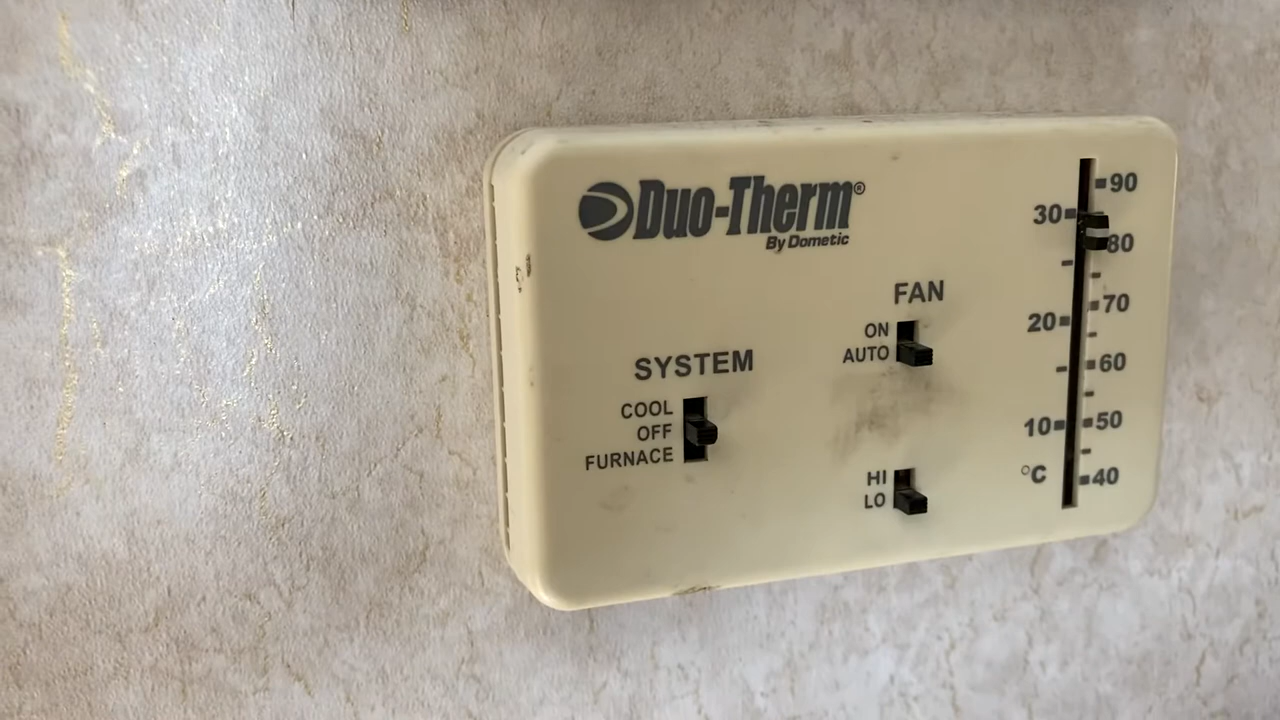 Duo-Therm®
By Dometic
SYSTEM
COOL
OFF
FURNACE
FAN
ON
AUTO
HI
LO
30
20
10
°C
90
80
70
60
50
40